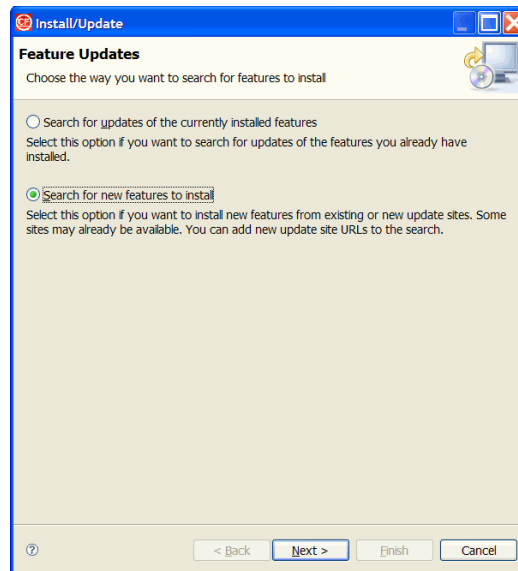 Install/Update
Feature Updates
Choose the way you want to search for features to install
Search for updates of the currently installed features
Select this option if you want to search for updates of the features you already have
installed.
Search for new features to install
Select this option if you want to install new features from existing or new update sites. Some
sites may already be available. You can add new update site URLs to the search.
< Back Next > Finish Cancel